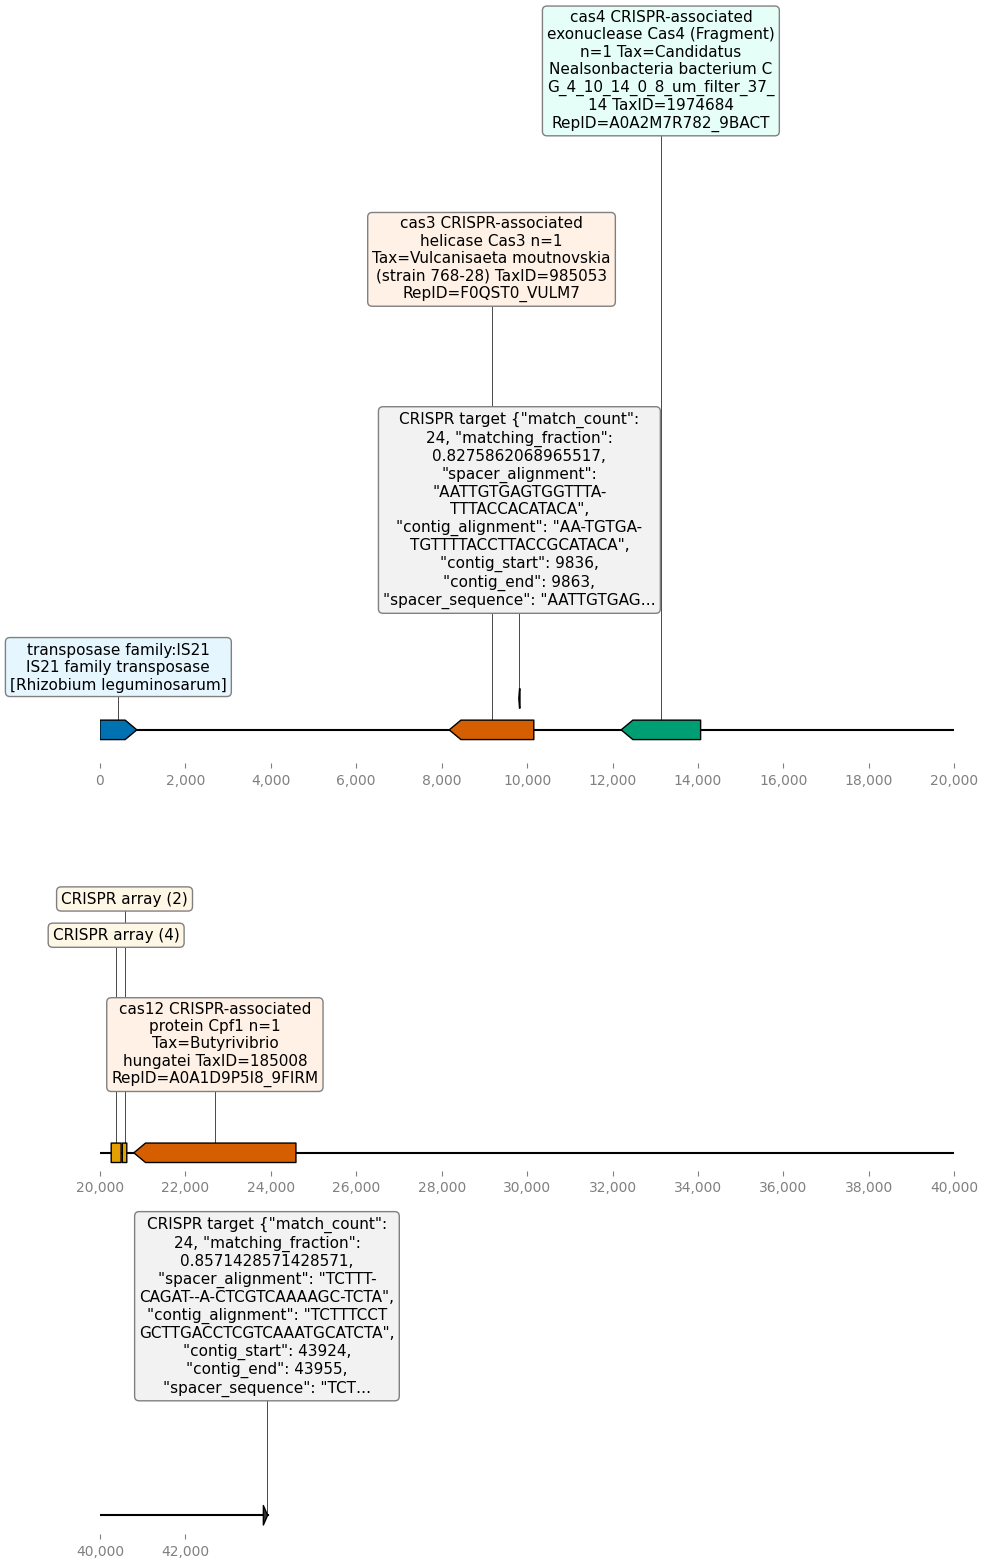 cas4 CRISPR-associated
exonuclease Cas4 (Fragment)
n=1 Tax=Candidatus
Nealsonbacteria bacterium C
G_4_10_14_0_8_um_filter_37_
14 TaxID=1974684
RepID=A0A2M7R782_9BACT
cas3 CRISPR-associated
helicase Cas3 n=1
Tax=Vulcanisaeta moutnovskia
(strain 768-28) TaxID=985053
RepID=F0QST0_VULM7
CRISPR target {"match_count":
24, "matching_fraction":
0.8275862068965517,
"spacer_alignment":
"AATTGTGAGTGGTTTA-
TTTACCACATACA",
"contig_alignment": "AA-TGTGA-
TGTTTTACCTTACCGCATACA",
"contig_start": 9836,
"contig_end": 9863,
"spacer_sequence": "AATTGTGAG...
transposase family:IS21
IS21 family transposase
[Rhizobium leguminosarum]
0 2,000 4,000 6,000 8,000 10,000 12,000 14,000 16,000 18,000 20,000
CRISPR array (2)
CRISPR array (4)
cas12 CRISPR-associated
protein Cpf1 n=1
Tax=Butyrivibrio
hungatei TaxID=185008
RepID=A0A1D9P5I8_9FIRM
20,000 22,000 24,000 26,000 28,000 30,000 32,000 34,000 36,000 38,000 40,000
CRISPR target {"match_count":
24, "matching_fraction":
0.8571428571428571,
"spacer_alignment": "TCTTT-
CAGAT--A-CTCGTCAAAAGC-TCTA",
"contig_alignment": "TCTTTCCT
GCTTGACCTCGTCAAATGCATCTA",
"contig_start": 43924,
"contig_end": 43955,
"spacer_sequence": "TCT...
40,000 42,000